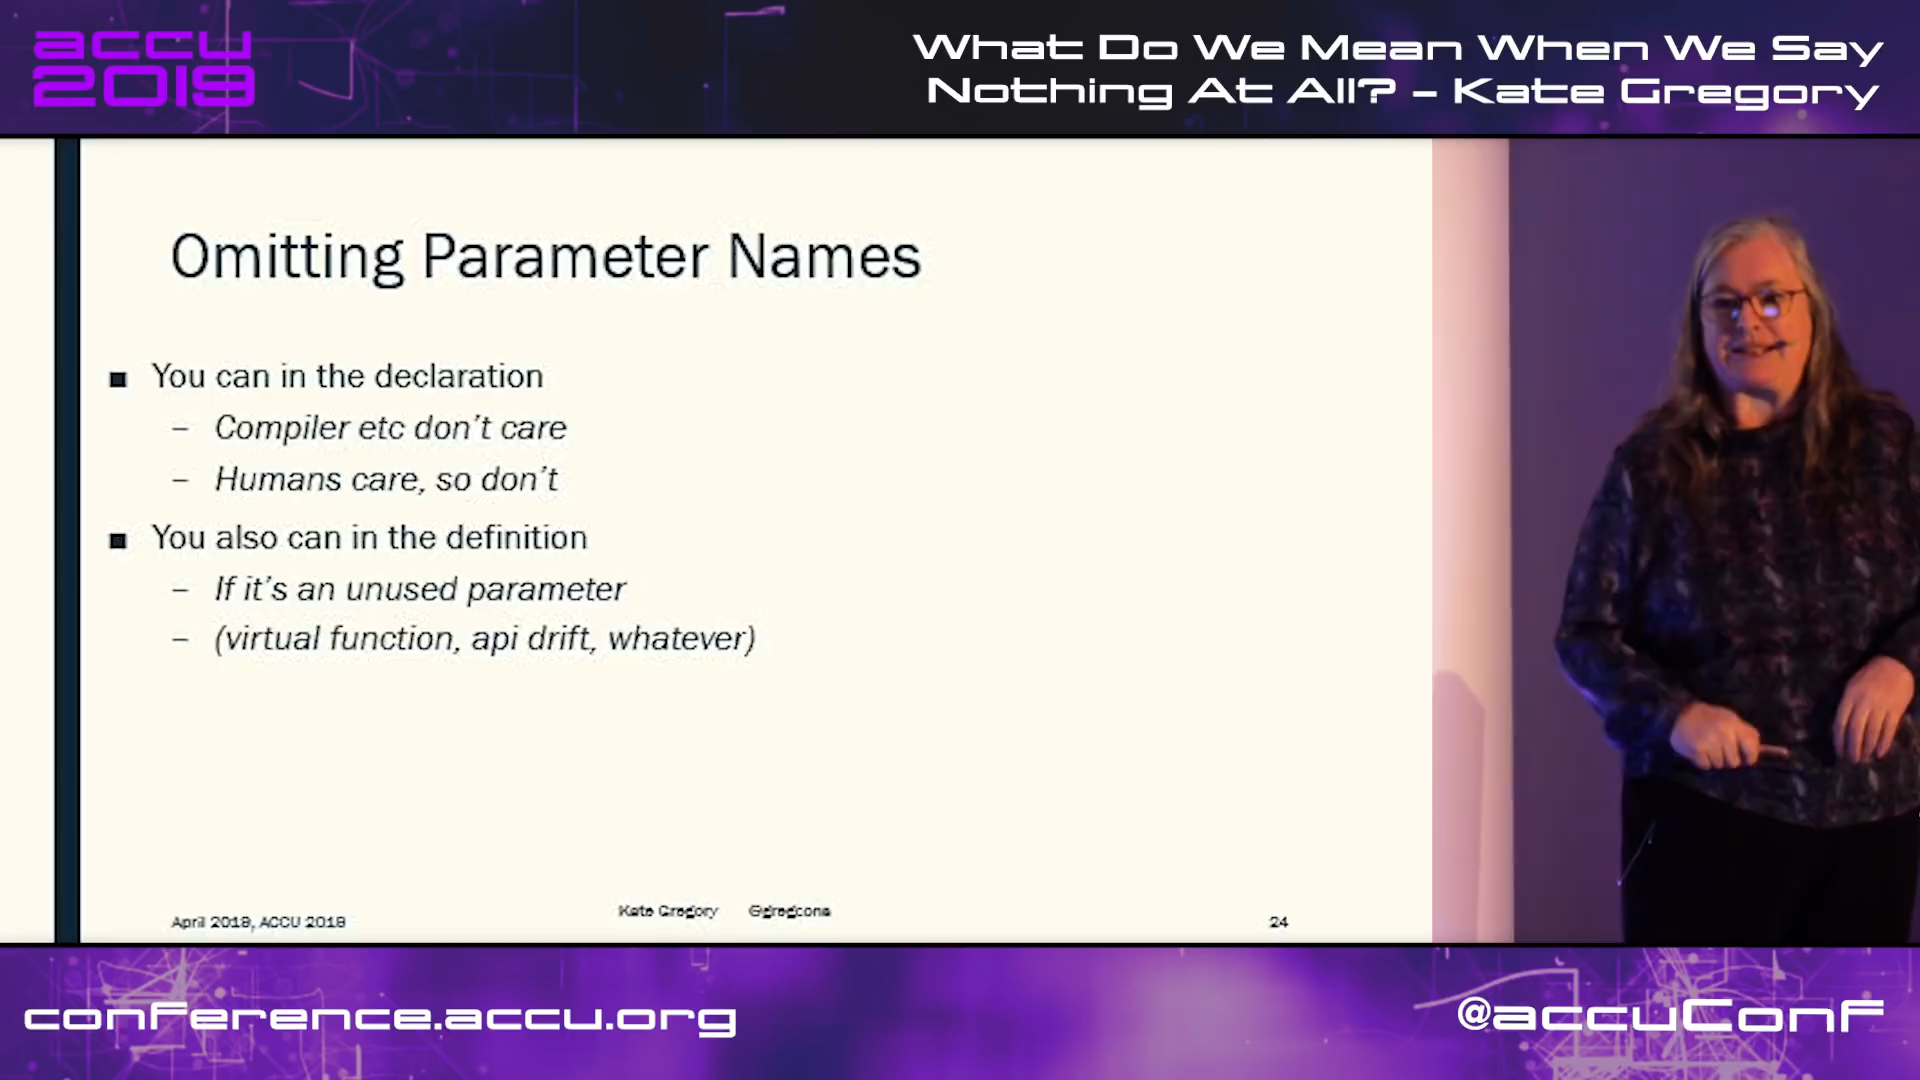 accu
2019
What Do We Mean When We Say
Nothing At All? - Kate Gregory
Omitting Parameter Names
■ You can in the declaration
– Compiler etc don't care
– Humans care, so don't
■ You also can in the definition
– If it's an unused parameter
– (virtual function, api drift, whatever)
April 2019, ACCU 2019
Kate Gregory @gregcons
24
conference.accu.org
@accuConf